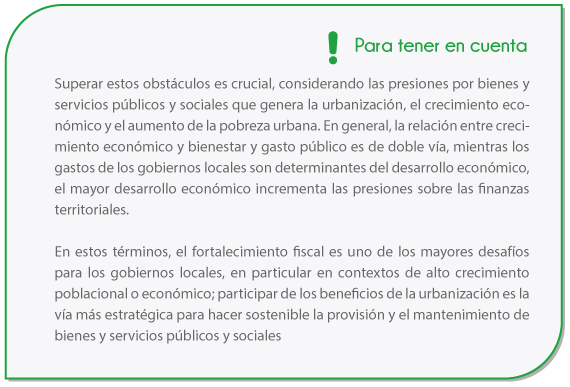 ! Para tener en cuenta
Superar estos obstáculos es crucial, considerando las presiones por bienes y
servicios públicos y sociales que genera la urbanización, el crecimiento eco-
nómico y el aumento de la pobreza urbana. En general, la relación entre creci-
miento económico y bienestar y gasto público es de doble vía, mientras los
gastos de los gobiernos locales son determinantes del desarrollo económico,
el mayor desarrollo económico incrementa las presiones sobre las finanzas
territoriales.
En estos términos, el fortalecimiento fiscal es uno de los mayores desafíos
para los gobiernos locales, en particular en contextos de alto crecimiento
poblacional o económico; participar de los beneficios de la urbanización es la
vía más estratégica para hacer sostenible la provisión y el mantenimiento de
bienes y servicios públicos y sociales